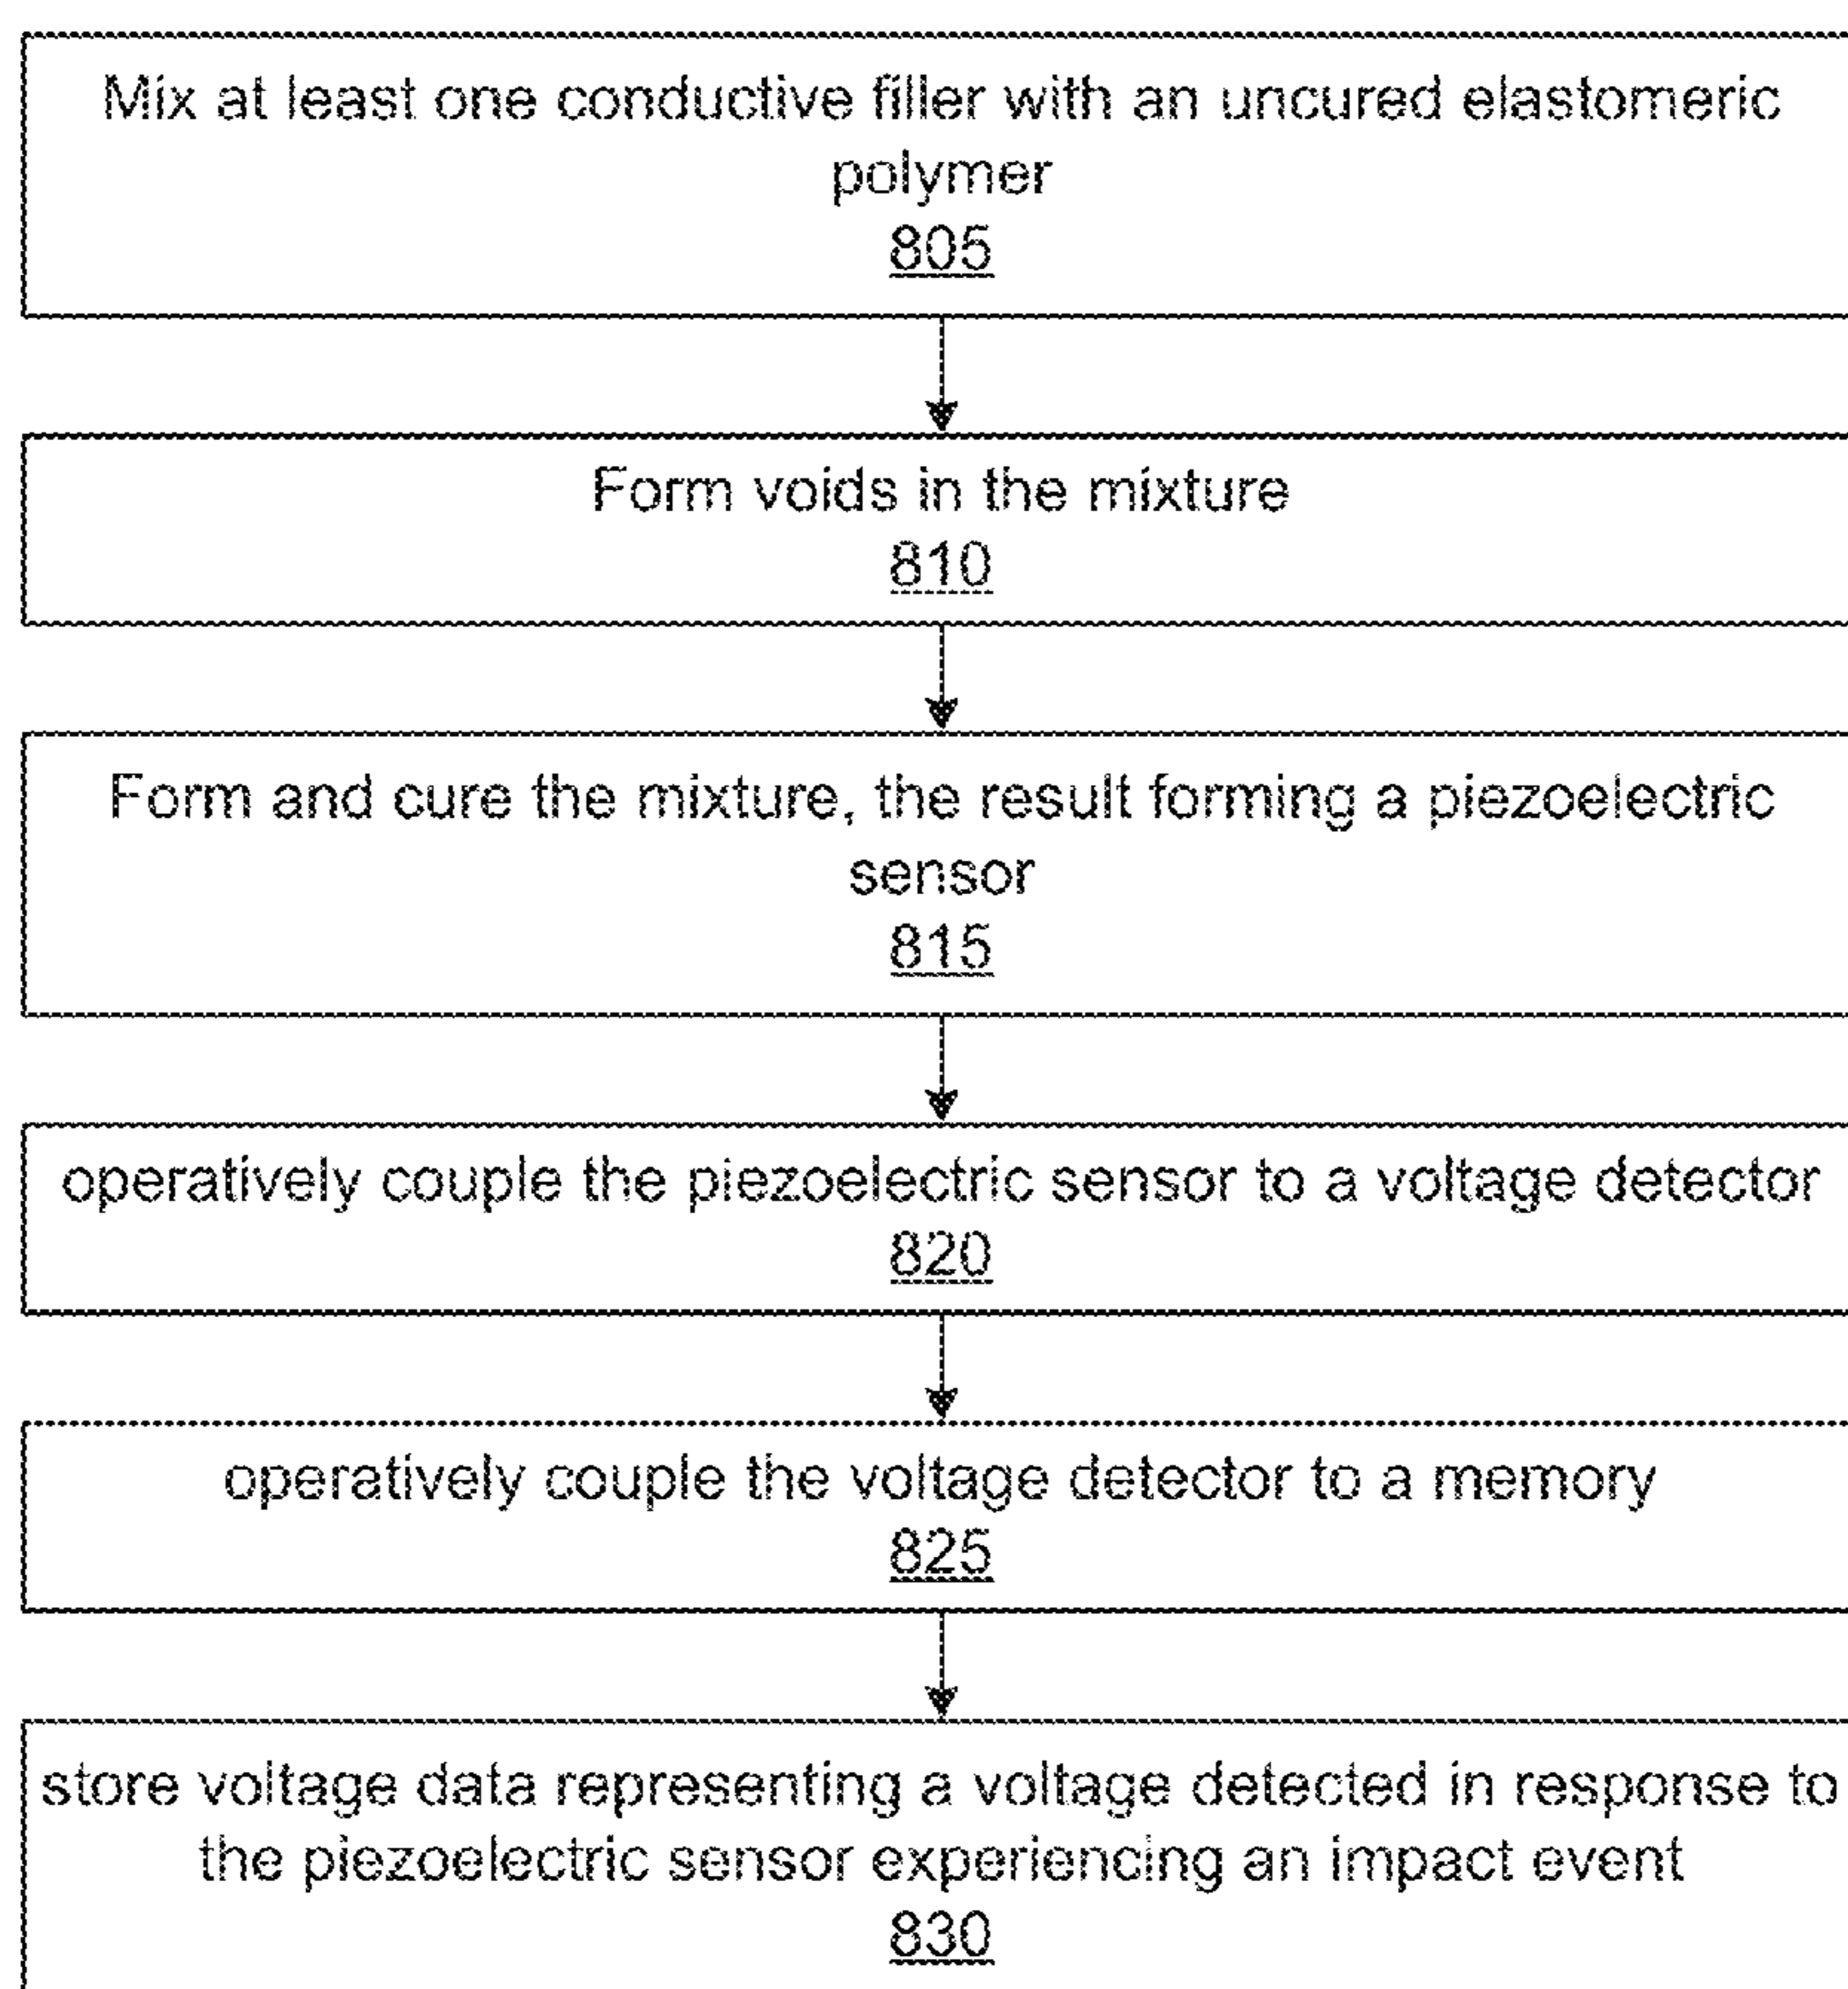 Mix at least one conductive filler with an uncured elastomeric
polymer
805
Form voids in the mixture
810
Form and cure the mixture, the result forming a piezoelectric
sensor
815
operatively couple the piezoelectric sensor to a voltage detector
820
operatively couple the voltage detector to a memory
825
store voltage data representing a voltage detected in response to
the piezoelectric sensor experiencing an impact event
830